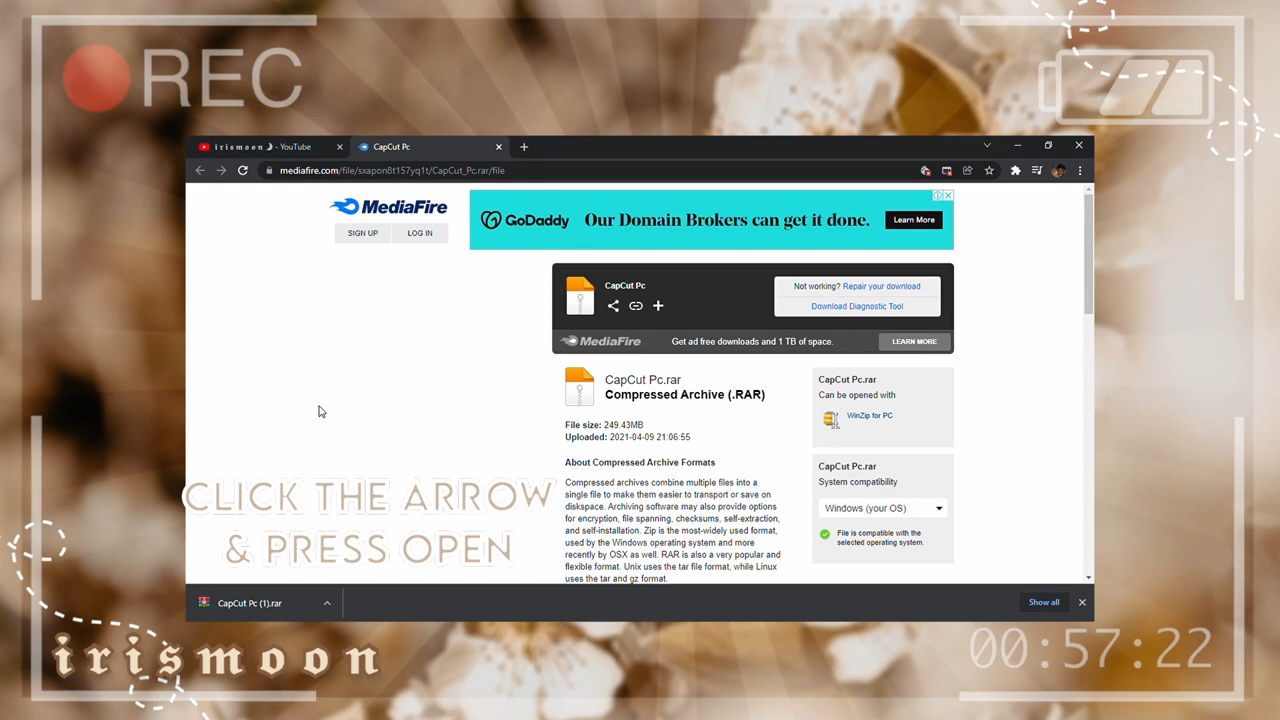 REC
irismoon - YouTube
CapCut Pc
mediafire.com/file/sxapon8t157yq1t/CapCut_Pc.rar/file
MediaFire
SIGN UP
LOG IN
GoDaddy
Our Domain Brokers can get it done.
Learn More
CapCut Pc
Not working? Repair your download
Download Diagnostic Tool
MediaFire
Get ad free downloads and 1 TB of space.
LEARN MORE
CapCut Pc.rar
Compressed Archive (.RAR)
File size: 249.43MB
Uploaded: 2021-04-09 21:06:55
About Compressed Archive Formats
Compressed archives combine multiple files into a
single file to make them easier to transport or save on
diskspace. Archiving software may also provide options
for encryption, file spanning, checksums, self-extraction,
and self-installation. Zip is the most-widely used format,
used by the Windows operating system and more
recently by OSX as well. RAR is also a very popular and
flexible format. Unix uses the tar file format, while Linux
uses the tar and gz format.
CapCut Pc.rar
Can be opened with
WinZip for PC
CapCut Pc.rar
System compatibility
Windows (your OS)
File is compatible with the
selected operating system.
CLICK THE ARROW
& PRESS OPEN
CapCut Pc (1).rar
Show all
irismoon
00:57:22